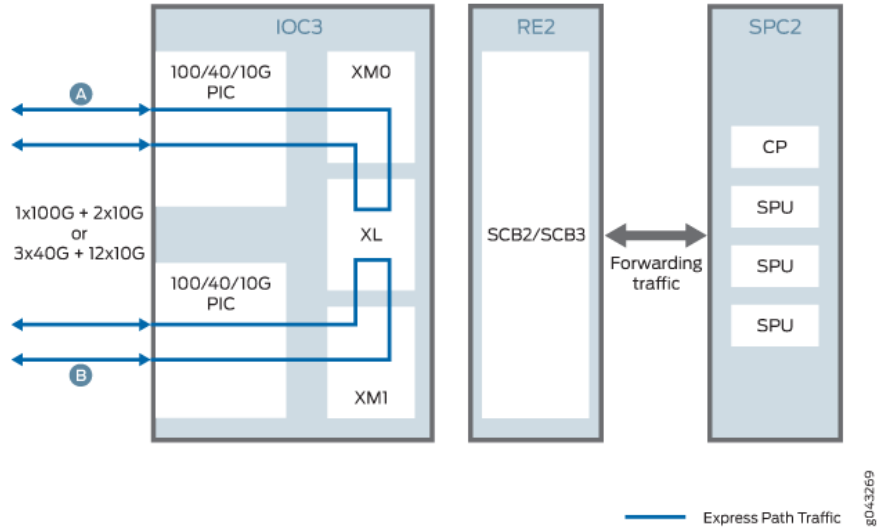 IOC3
RE2
SPC2
100/40/10G
PIC
XM0
A
CP
SPU
1x100G + 2x10G
or
3x40G + 12x10G
XL
SCB2/SCB3
Forwarding
traffic
SPU
100/40/10G
PIC
SPU
B
XM1
Express Path Traffic
g043269